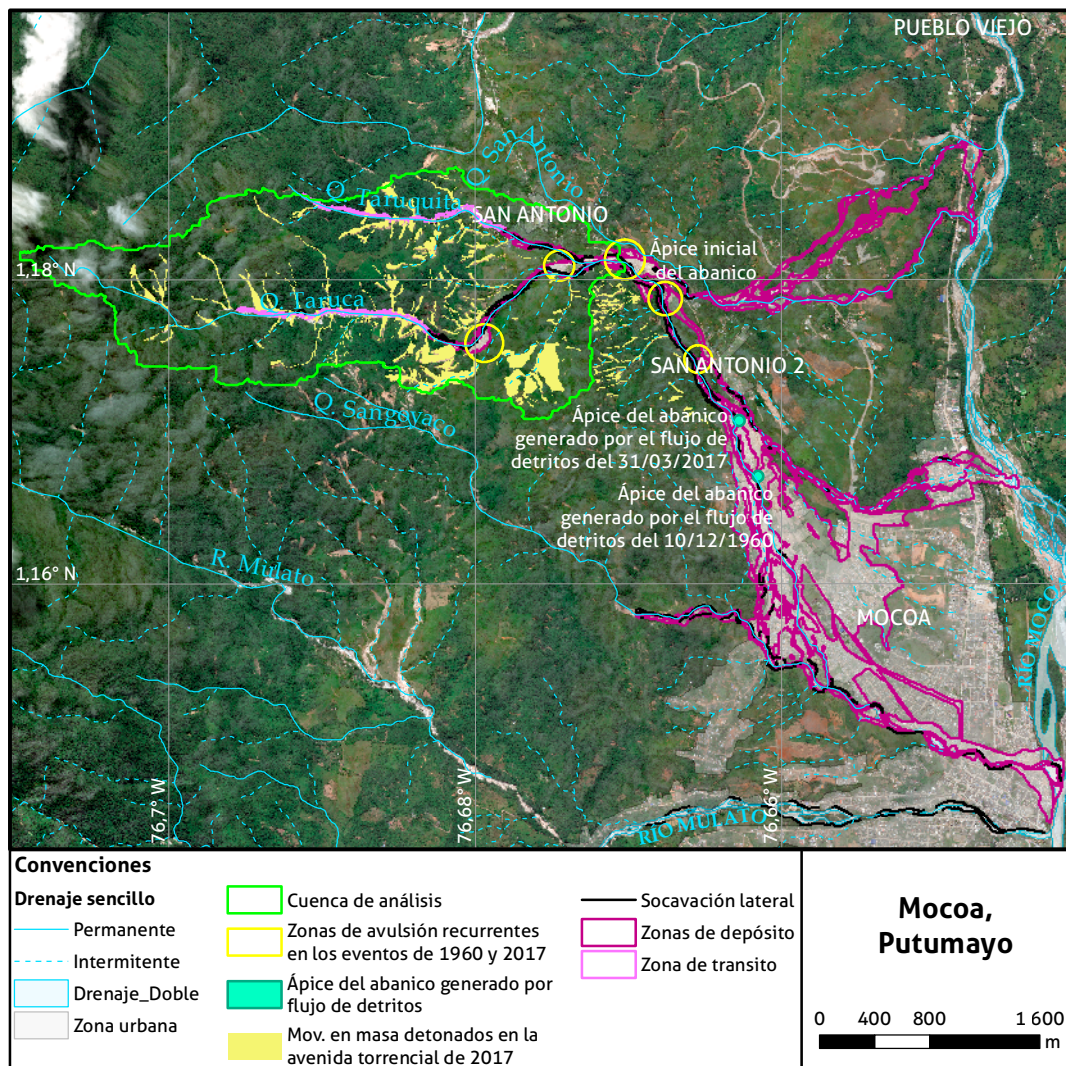 PUEBLO VIEJO
Q. San Antonio
Q. Taruquita
SAN ANTONIO
Ápice inicial
del abanico
1,18° N
Q. Taruca
SAN ANTONIO 2
Q. Sangoyaco
Ápice del abanico
generado por el flujo de
detritos del 31/03/2017
Ápice del abanico
generado por el flujo de
detritos del 10/12/1960
R. Mulato
1,16° N
MOCOA
RIO MOCO
76,7° W
76,68° W
76,66° W
RIO MULATO
Convenciones
Drenaje sencillo
Permanente
Intermitente
Drenaje_Doble
Zona urbana
Cuenca de análisis
Zonas de avulsión recurrentes
en los eventos de 1960 y 2017
Ápice del abanico generado por
flujo de detritos
Mov. en masa detonados en la
avenida torrencial de 2017
Socavación lateral
Zonas de depósito
Zona de transito
Mocoa,
Putumayo
0 400 800 1 600
m